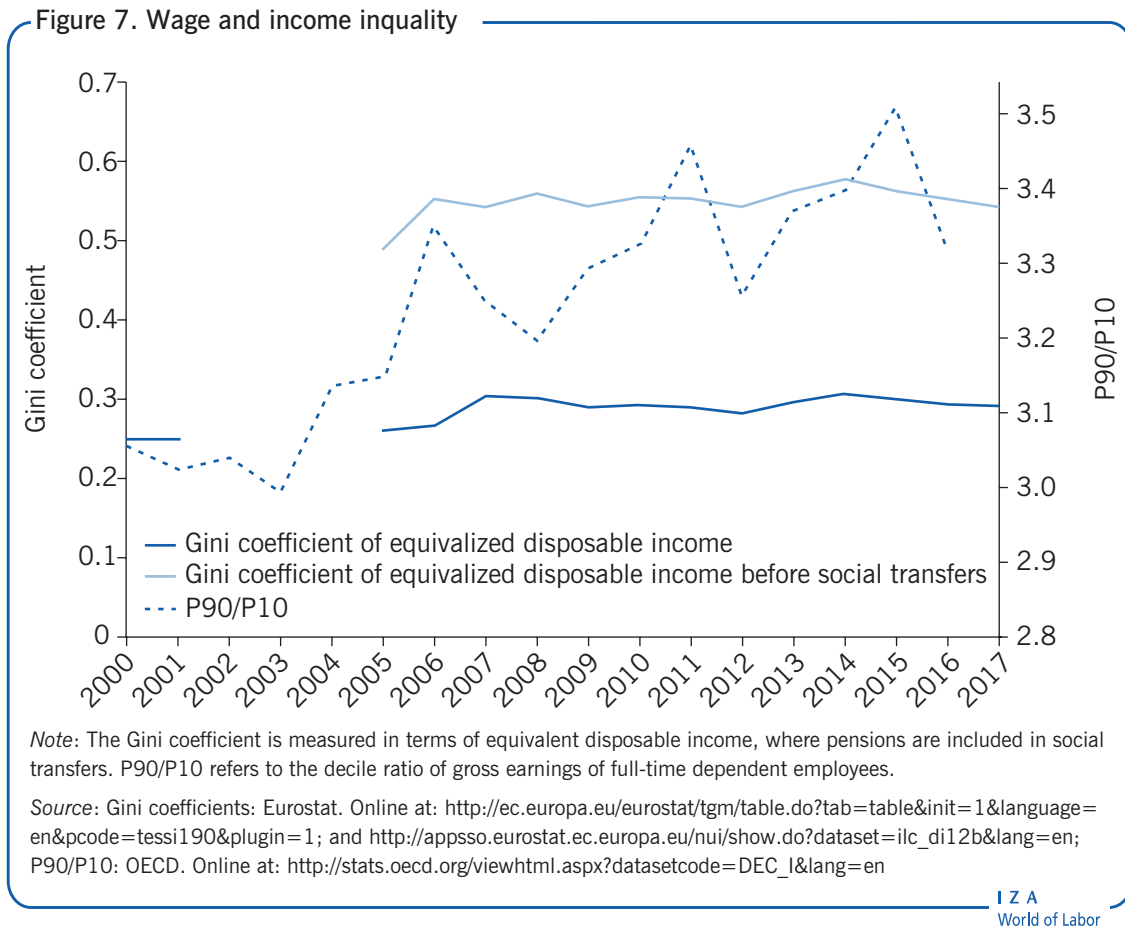 Figure 7. Wage and income inquality
0.7
0.6
0.5
0.4
0.3
0.2
0.1
0
Gini coefficient
3.5
3.4
3.3
3.2
3.1
3.0
2.9
2.8
P90/P10
Gini coefficient of equivalized disposable income
Gini coefficient of equivalized disposable income before social transfers
P90/P10
2000 2001 2002 2003 2004 2005 2006 2007 2008 2009 2010 2011 2012 2013 2014 2015 2016 2017
Note: The Gini coefficient is measured in terms of equivalent disposable income, where pensions are included in social
transfers. P90/P10 refers to the decile ratio of gross earnings of full-time dependent employees.
Source: Gini coefficients: Eurostat. Online at: http://ec.europa.eu/eurostat/tgm/table.do?tab=table&init=1&language=
en&pcode=tessi190&plugin=1; and http://appsso.eurostat.ec.europa.eu/nui/show.do?dataset=ilc_di12b&lang=en;
P90/P10: OECD. Online at: http://stats.oecd.org/viewhtml.aspx?datasetcode=DEC_I&lang=en
I Z A
World of Labor